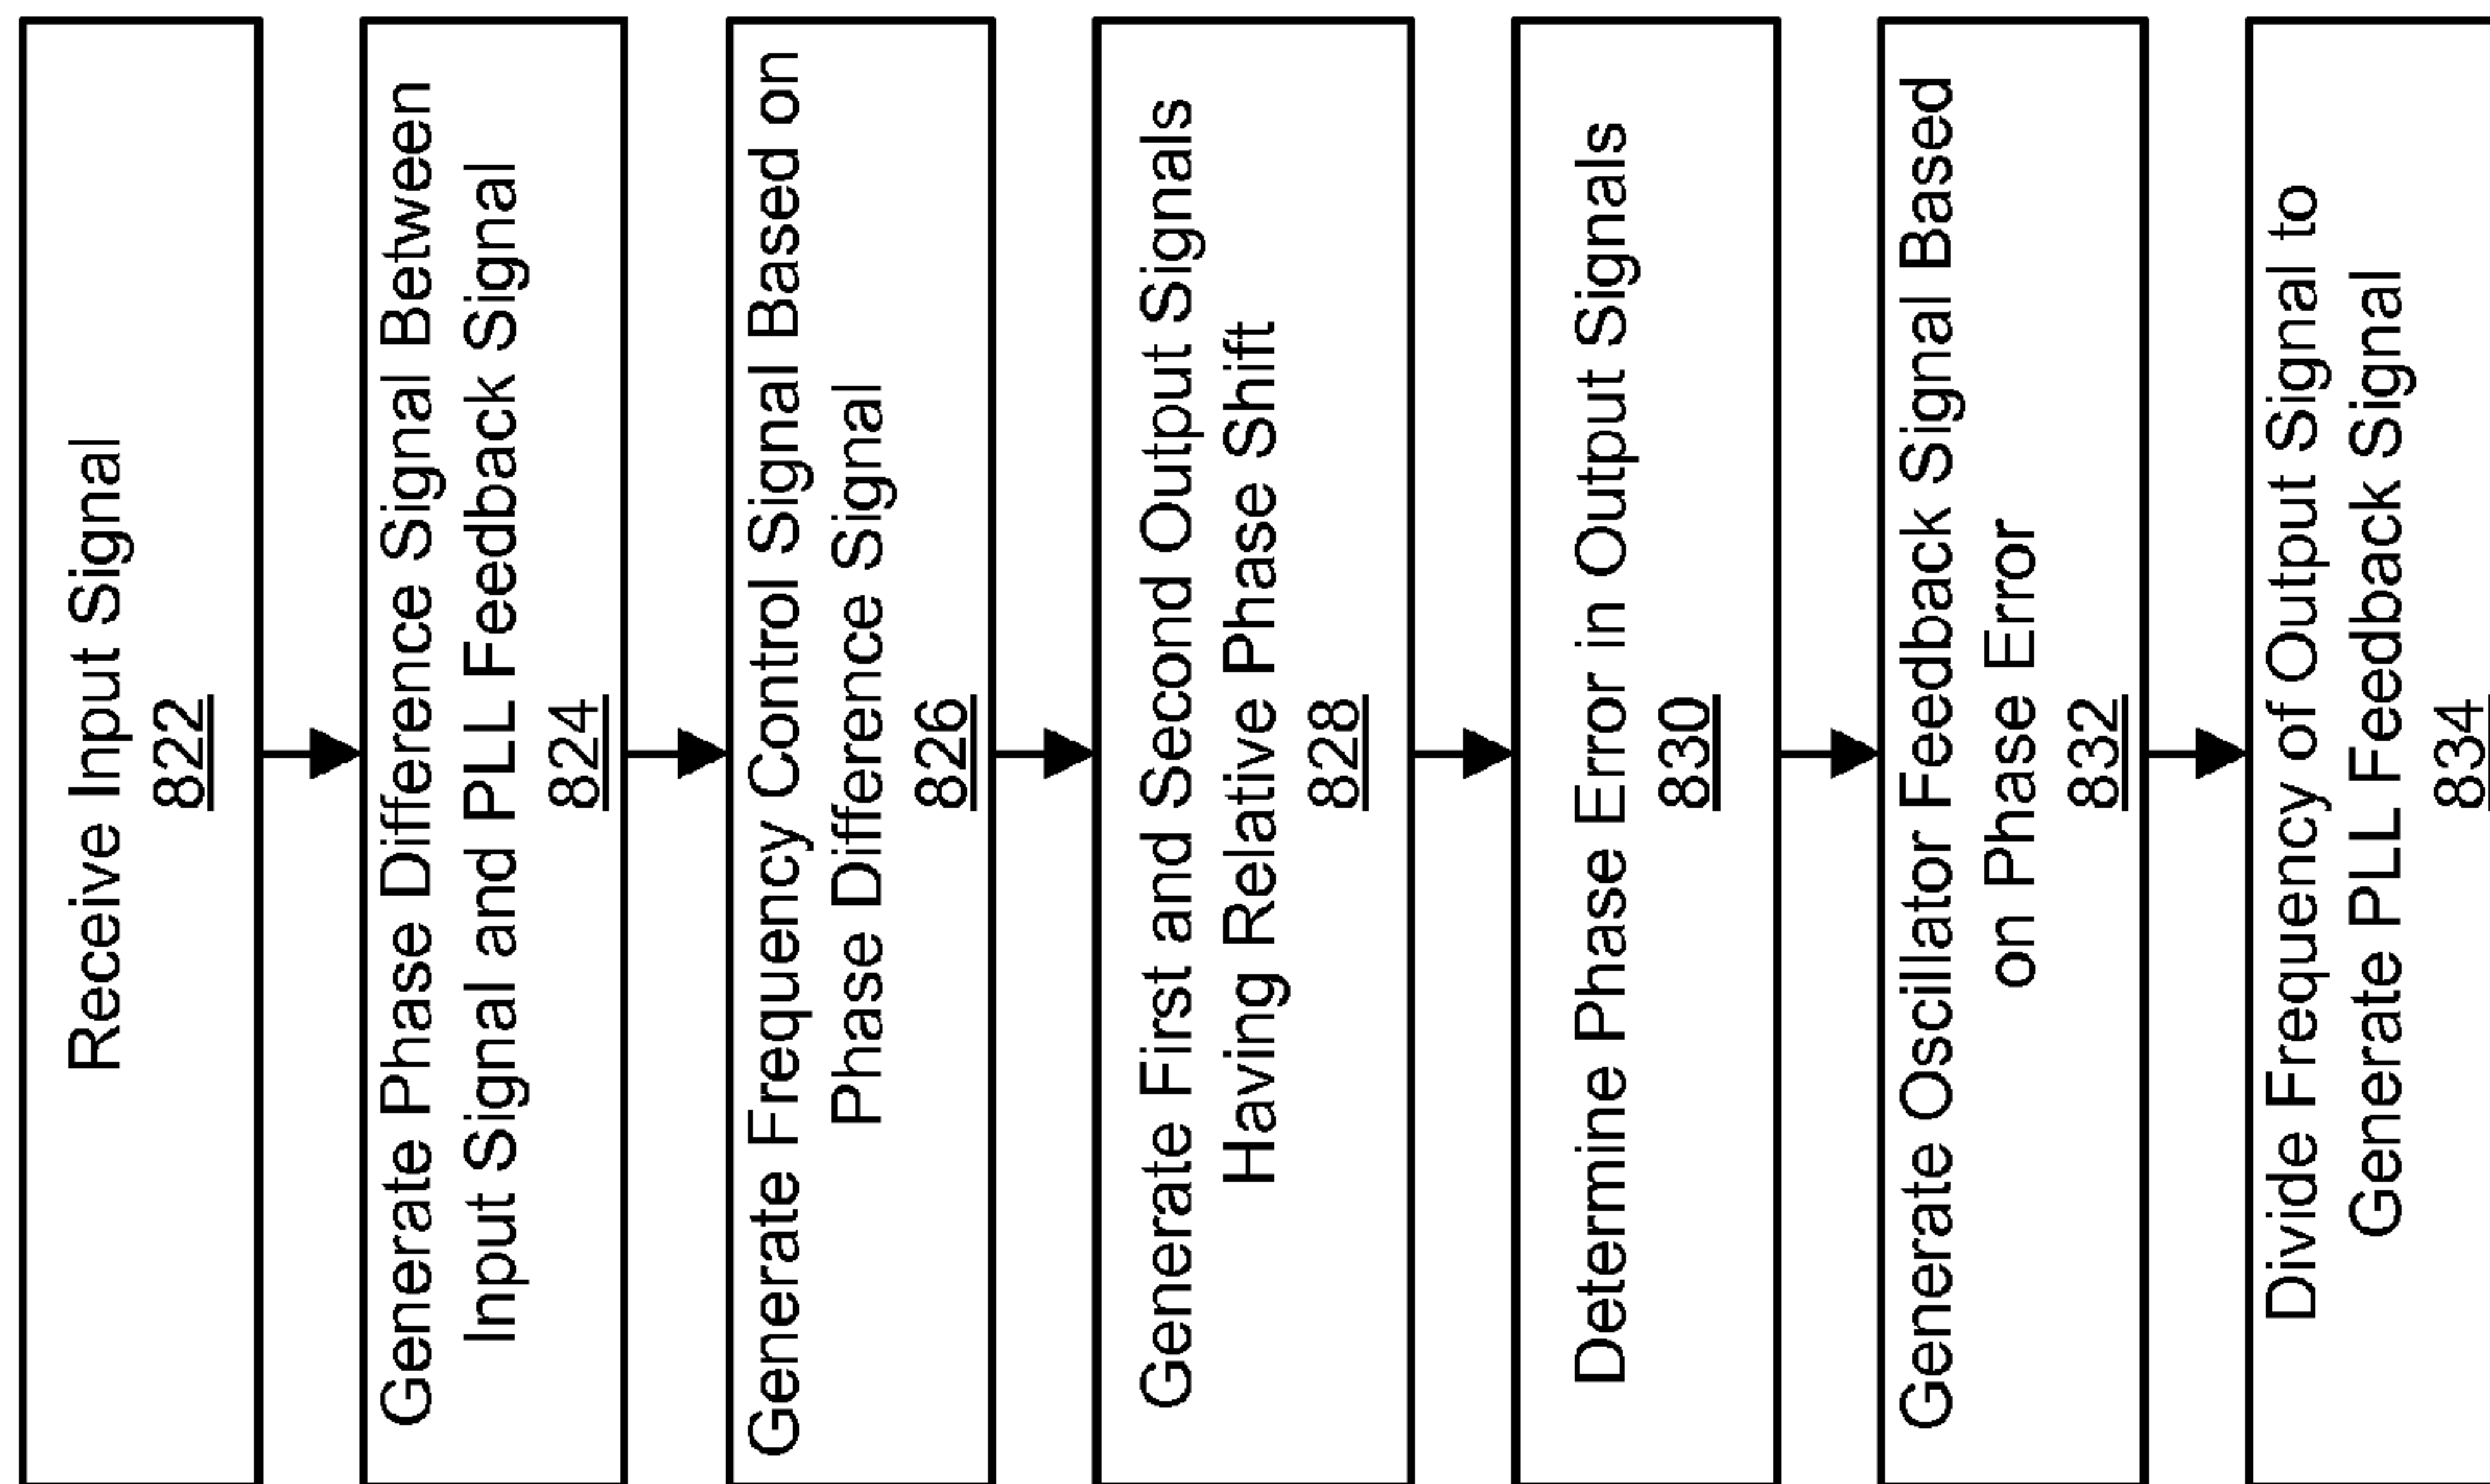 Receive Input Signal
822
Generate Phase Difference Signal Between
Input Signal and PLL Feedback Signal
824
Generate Frequency Control Signal Based on
Phase Difference Signal
826
Generate First and Second Output Signals
Having Relative Phase Shift
828
Determine Phase Error in Output Signals
830
Generate Oscillator Feedback Signal Based
on Phase Error
832
Divide Frequency of Output Signal to
Generate PLL Feedback Signal
834